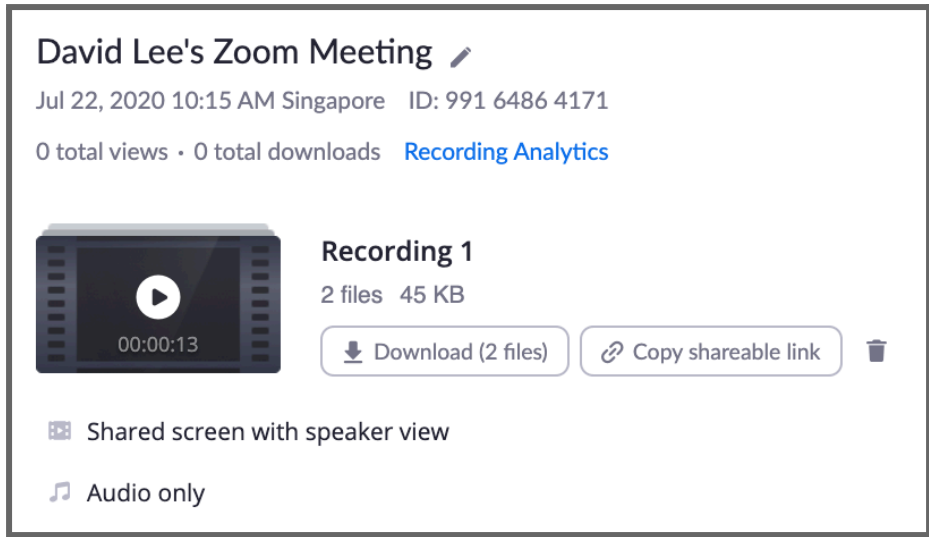 David Lee's Zoom Meeting
Jul 22, 2020 10:15 AM Singapore ID: 991 6486 4171
0 total views · 0 total downloads Recording Analytics
Recording 1
2 files 45 KB
00:00:13
Download (2 files) Copy shareable link
Shared screen with speaker view
Audio only